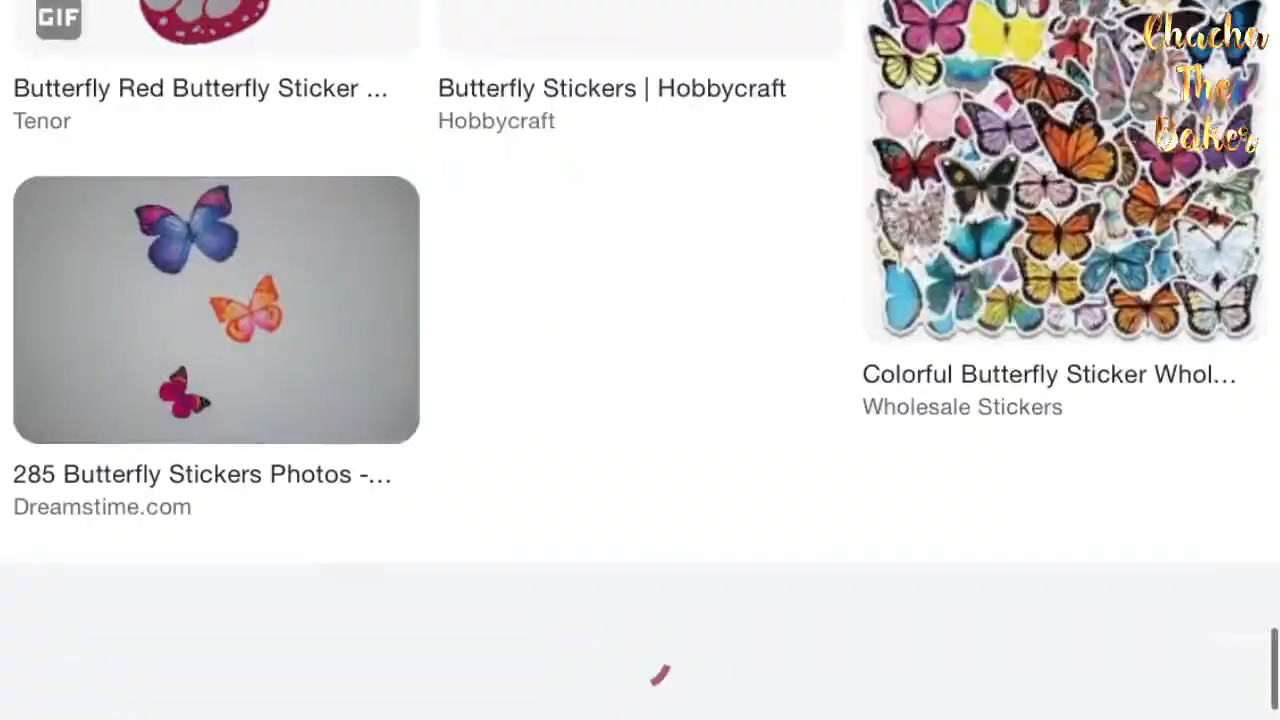 GIF
Butterfly Red Butterfly Sticker ...
Tenor
Butterfly Stickers | Hobbycraft
Hobbycraft
Chacha
The
Baker
285 Butterfly Stickers Photos -...
Dreamstime.com
Colorful Butterfly Sticker Whol...
Wholesale Stickers